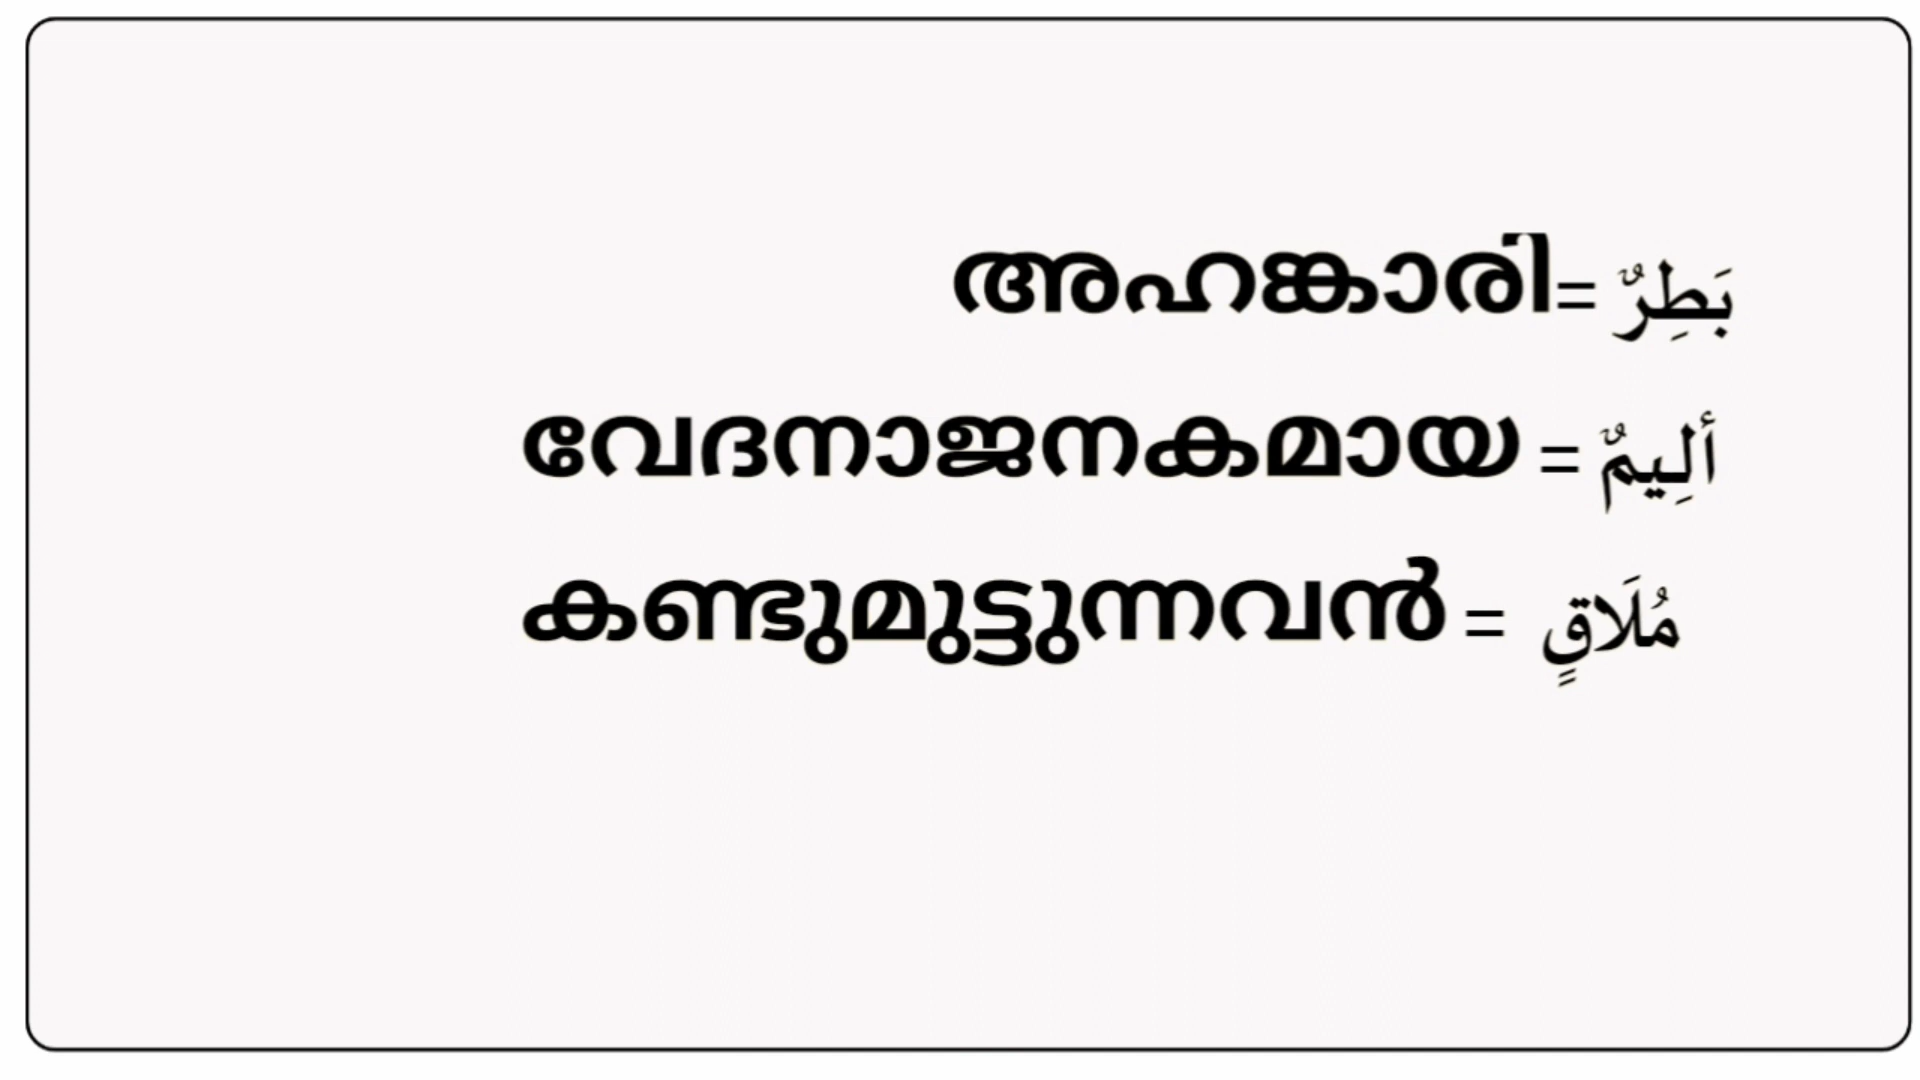 بَطِرٌ =അഹങ്കാരി
أَلِيمٌ = വേദനാജനകമായ
مُلَاقٍ = കണ്ടുമുട്ടുന്നവൻ